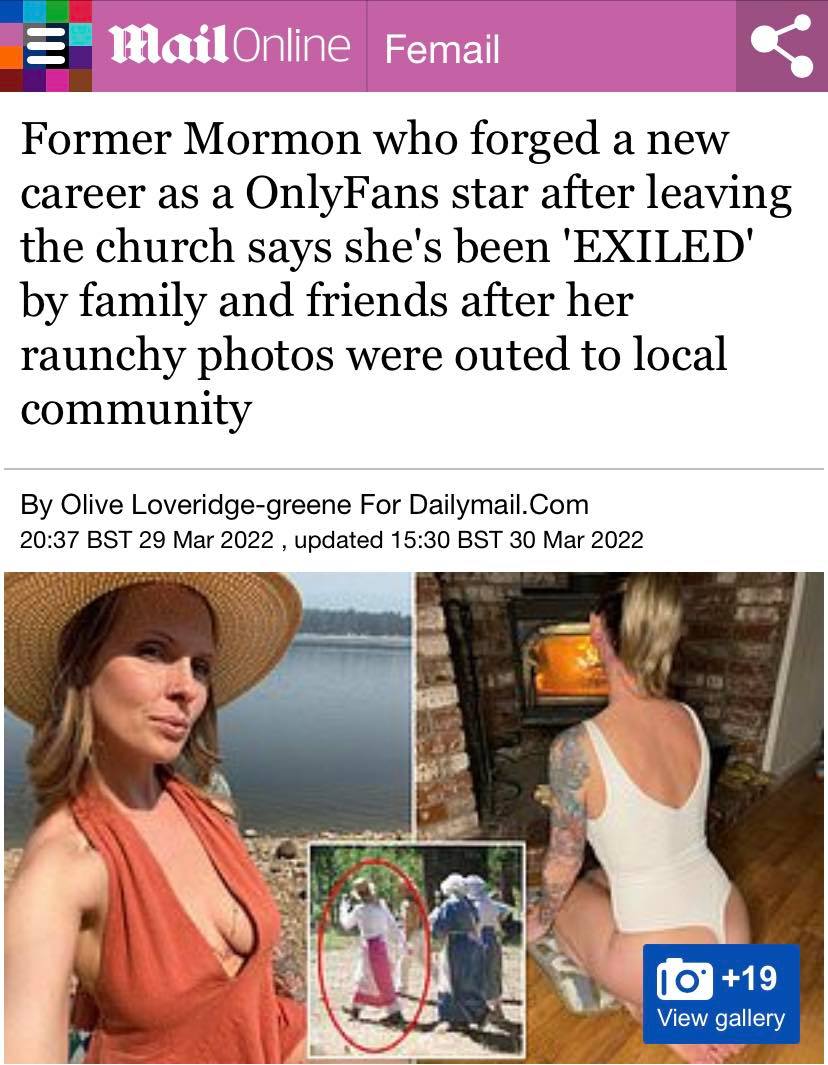 Mail Online Femail
Former Mormon who forged a new
career as a OnlyFans star after leaving
the church says she's been 'EXILED'
by family and friends after her
raunchy photos were outed to local
community
By Olive Loveridge-greene For Dailymail.Com
20:37 BST 29 Mar 2022 , updated 15:30 BST 30 Mar 2022
+19
View gallery